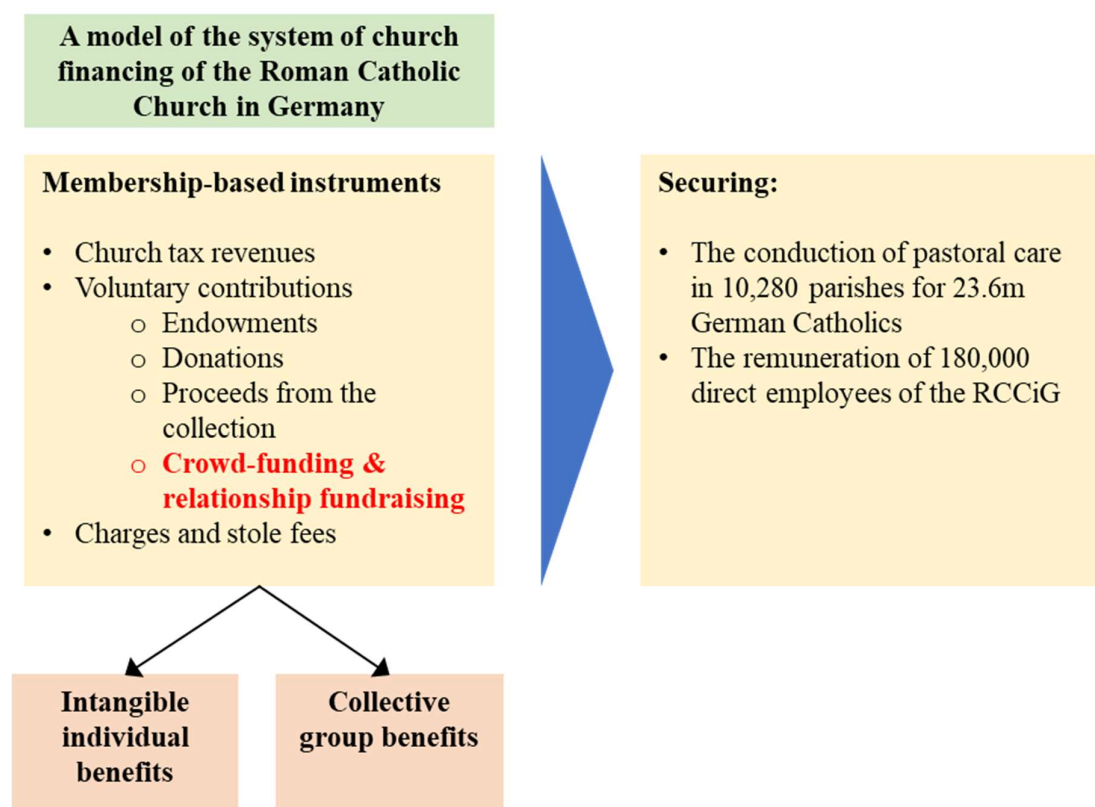 A model of the system of church
financing of the Roman Catholic
Church in Germany
Membership-based instruments
• Church tax revenues
• Voluntary contributions
o Endowments
o Donations
o Proceeds from the
collection
o Crowd-funding &
relationship fundraising
• Charges and stole fees
Securing:
• The conduction of pastoral care
in 10,280 parishes for 23.6m
German Catholics
• The remuneration of 180,000
direct employees of the RCCiG
Intangible
individual
benefits
Collective
group benefits